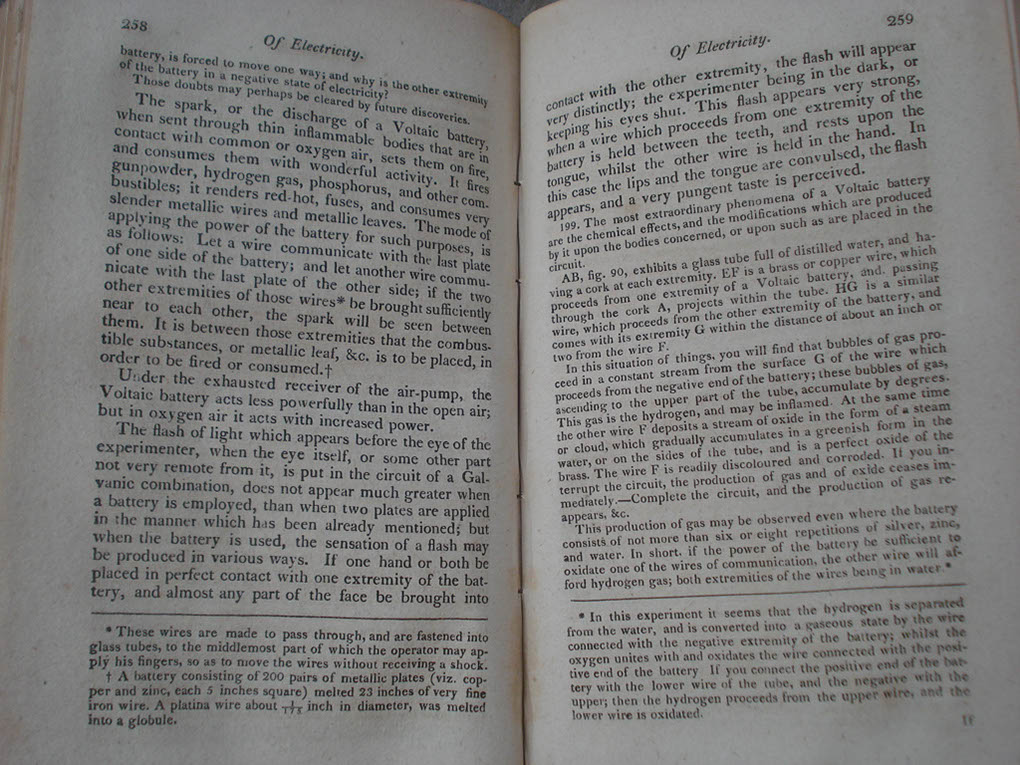 258
Of Electricity.
battery, is forced to move one way; and why is the other extremity
of the battery in a negative state of electricity?
Those doubts may perhaps be cleared by future discoveries.
The spark, or the discharge of a Voltaic battery,
when sent through thin inflammable bodies that are in
contact with common or oxygen air, sets them on fire,
and consumes them with wonderful activity. It fires
gunpowder, hydrogen gas, phosphorus, and other com-
bustibles; it renders red-hot, fuses, and consumes very
slender metallic wires and metallic leaves. The mode of
applying the power of the battery for such purposes, is
as follows: Let a wire communicate with the last plate
of one side of the battery; and let another wire commu-
nicate with the last plate of the other side; if the two
other extremities of those wires* be brought sufficiently
near to each other, the spark will be seen between
them. It is between those extremities that the combus-
tible substances, or metallic leaf, &c. is to be placed, in
order to be fired or consumed.†
Under the exhausted receiver of the air-pump, the
Voltaic battery acts less powerfully than in the open air;
but in oxygen air it acts with increased power.
The flash of light which appears before the eye of the
experimenter, when the eye itself, or some other part
not very remote from it, is put in the circuit of a Gal-
vanic combination, does not appear much greater when
a battery is employed, than when two plates are applied
in the manner which has been already mentioned; but
when the battery is used, the sensation of a flash may
be produced in various ways. If one hand or both be
placed in perfect contact with one extremity of the bat-
tery, and almost any part of the face be brought into
* These wires are made to pass through, and are fastened into
glass tubes, to the middlemost part of which the operator may ap-
ply his fingers, so as to move the wires without receiving a shock.
† A battery consisting of 200 pairs of metallic plates (viz. cop-
per and zinc, each 5 inches square) melted 23 inches of very fine
iron wire. A platina wire about 1/175 inch in diameter, was melted
into a globule.
259
Of Electricity.
contact with the other extremity, the flash will appear
very distinctly; the experimenter being in the dark, or
keeping his eyes shut. This flash appears very strong,
when a wire which proceeds from one extremity of the
battery is held between the teeth, and rests upon the
tongue, whilst the other wire is held in the hand. In
this case the lips and the tongue are convulsed, the flash
appears, and a very pungent taste is perceived.
199. The most extraordinary phenomena of a Voltaic battery
are the chemical effects, and the modifications which are produced
by it upon the bodies concerned, or upon such as are placed in the
circuit.
AB, fig. 90, exhibits a glass tube full of distilled water, and ha-
ving a cork at each extremity. EF is a brass or copper wire, which
proceeds from one extremity of a Voltaic battery, and, passing
through the cork A, projects within the tube. HG is a similar
wire, which proceeds from the other extremity of the battery, and
comes with its extremity G within the distance of about an inch or
two from the wire F.
In this situation of things, you will find that bubbles of gas pro-
ceed in a constant stream from the surface G of the wire which
proceeds from the negative end of the battery; these bubbles of gas,
ascending to the upper part of the tube, accumulate by degrees.
This gas is the hydrogen, and may be inflamed. At the same time
the other wire F deposits a stream of oxide in the form of a steam
or cloud, which gradually accumulates in a greenish form in the
water, or on the sides of the tube, and is a perfect oxide of the
brass. The wire F is readily discoloured and corroded. If you in-
terrupt the circuit, the production of gas and of oxide ceases im-
mediately.—Complete the circuit, and the production of gas re-
appears, &c.
This production of gas may be observed even where the battery
consists of not more than six or eight repetitions of silver, zinc,
and water. In short, if the power of the battery be sufficient to
oxidate one of the wires of communication, the other wire will af-
ford hydrogen gas; both extremities of the wires being in water.*
* In this experiment it seems that the hydrogen is separated
from the water, and is converted into a gaseous state by the wire
connected with the negative extremity of the battery; whilst the
oxygen unites with and oxidates the wire connected with the posi-
tive end of the battery If you connect the positive end of the bat-
tery with the lower wire of the tube, and the negative with the
upper; then the hydrogen proceeds from the upper wire, and the
lower wire is oxidated.
If